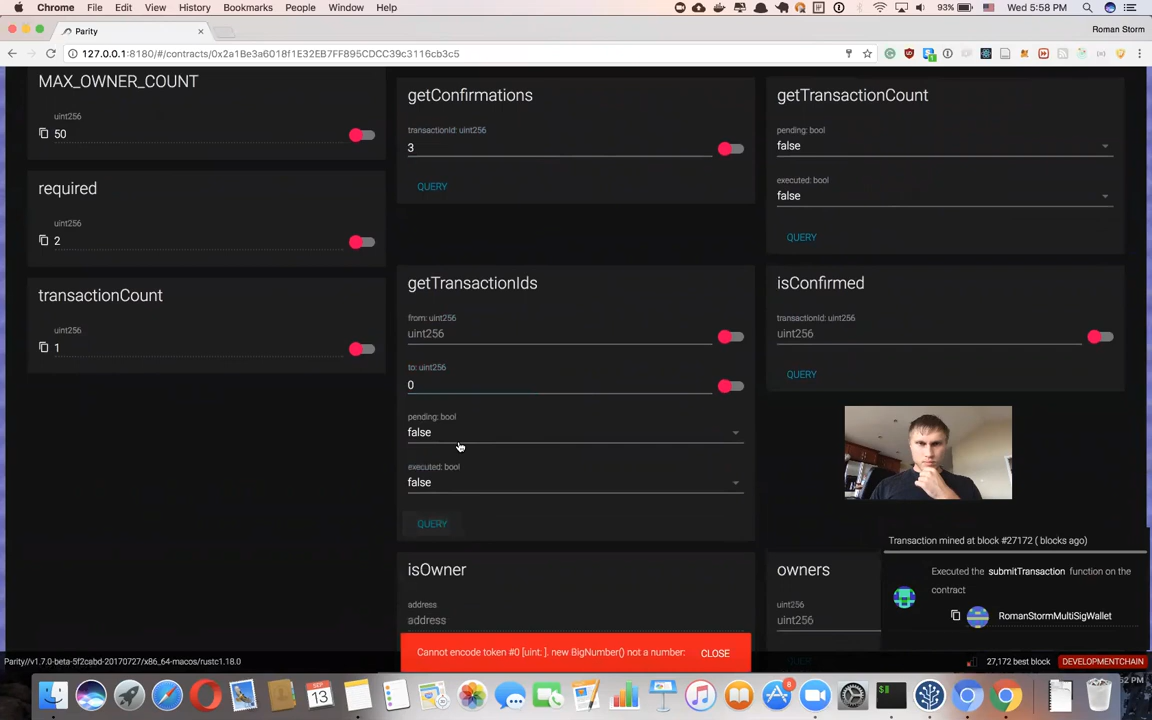 Chrome File Edit View History Bookmarks People Window Help 93% Wed 5:58 PM
Parity Roman Storm
127.0.0.1:8180/#/contracts/0x2a1Be3a6018f1E32EB7FF895CDCC39c3116cb3c5
MAX_OWNER_COUNT
uint256
50
required
uint256
2
transactionCount
uint256
1
getConfirmations
transactionId: uint256
3
QUERY
getTransactionCount
pending: bool
false
executed: bool
false
QUERY
getTransactionIds
from: uint256
uint256
to: uint256
0
pending: bool
false
executed: bool
false
QUERY
isConfirmed
transactionId: uint256
uint256
QUERY
isOwner
address
address
owners
uint256
uint256
Transaction mined at block #27172 ( blocks ago)
Executed the submitTransaction function on the
contract
RomanStormMultiSigWallet
Cannot encode token #0 [uint: ]. new BigNumber() not a number: CLOSE
Parity//v1.7.0-beta-5f2cabd-20170727/x86_64-macos/rustc1.18.0
27,172 best block DEVELOPMENTCHAIN
SEP
13
8